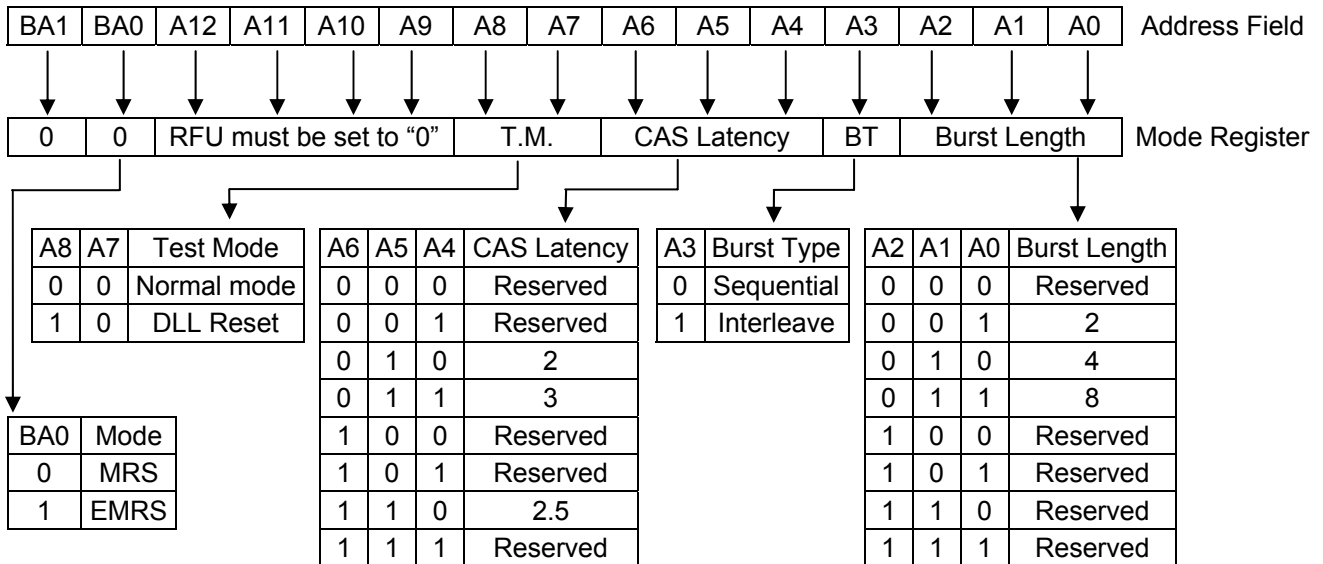 BA1 BA0 A12 A11 A10 A9 A8 A7 A6 A5 A4 A3 A2 A1 A0 Address Field
0 0 RFU must be set to “0” T.M. CAS Latency BT Burst Length Mode Register
A8 A7 Test Mode
0 0 Normal mode
1 0 DLL Reset
A6 A5 A4 CAS Latency
0 0 0 Reserved
0 0 1 Reserved
0 1 0 2
0 1 1 3
1 0 0 Reserved
1 0 1 Reserved
1 1 0 2.5
1 1 1 Reserved
A3 Burst Type
0 Sequential
1 Interleave
A2 A1 A0 Burst Length
0 0 0 Reserved
0 0 1 2
0 1 0 4
0 1 1 8
1 0 0 Reserved
1 0 1 Reserved
1 1 0 Reserved
1 1 1 Reserved
BA0 Mode
0 MRS
1 EMRS